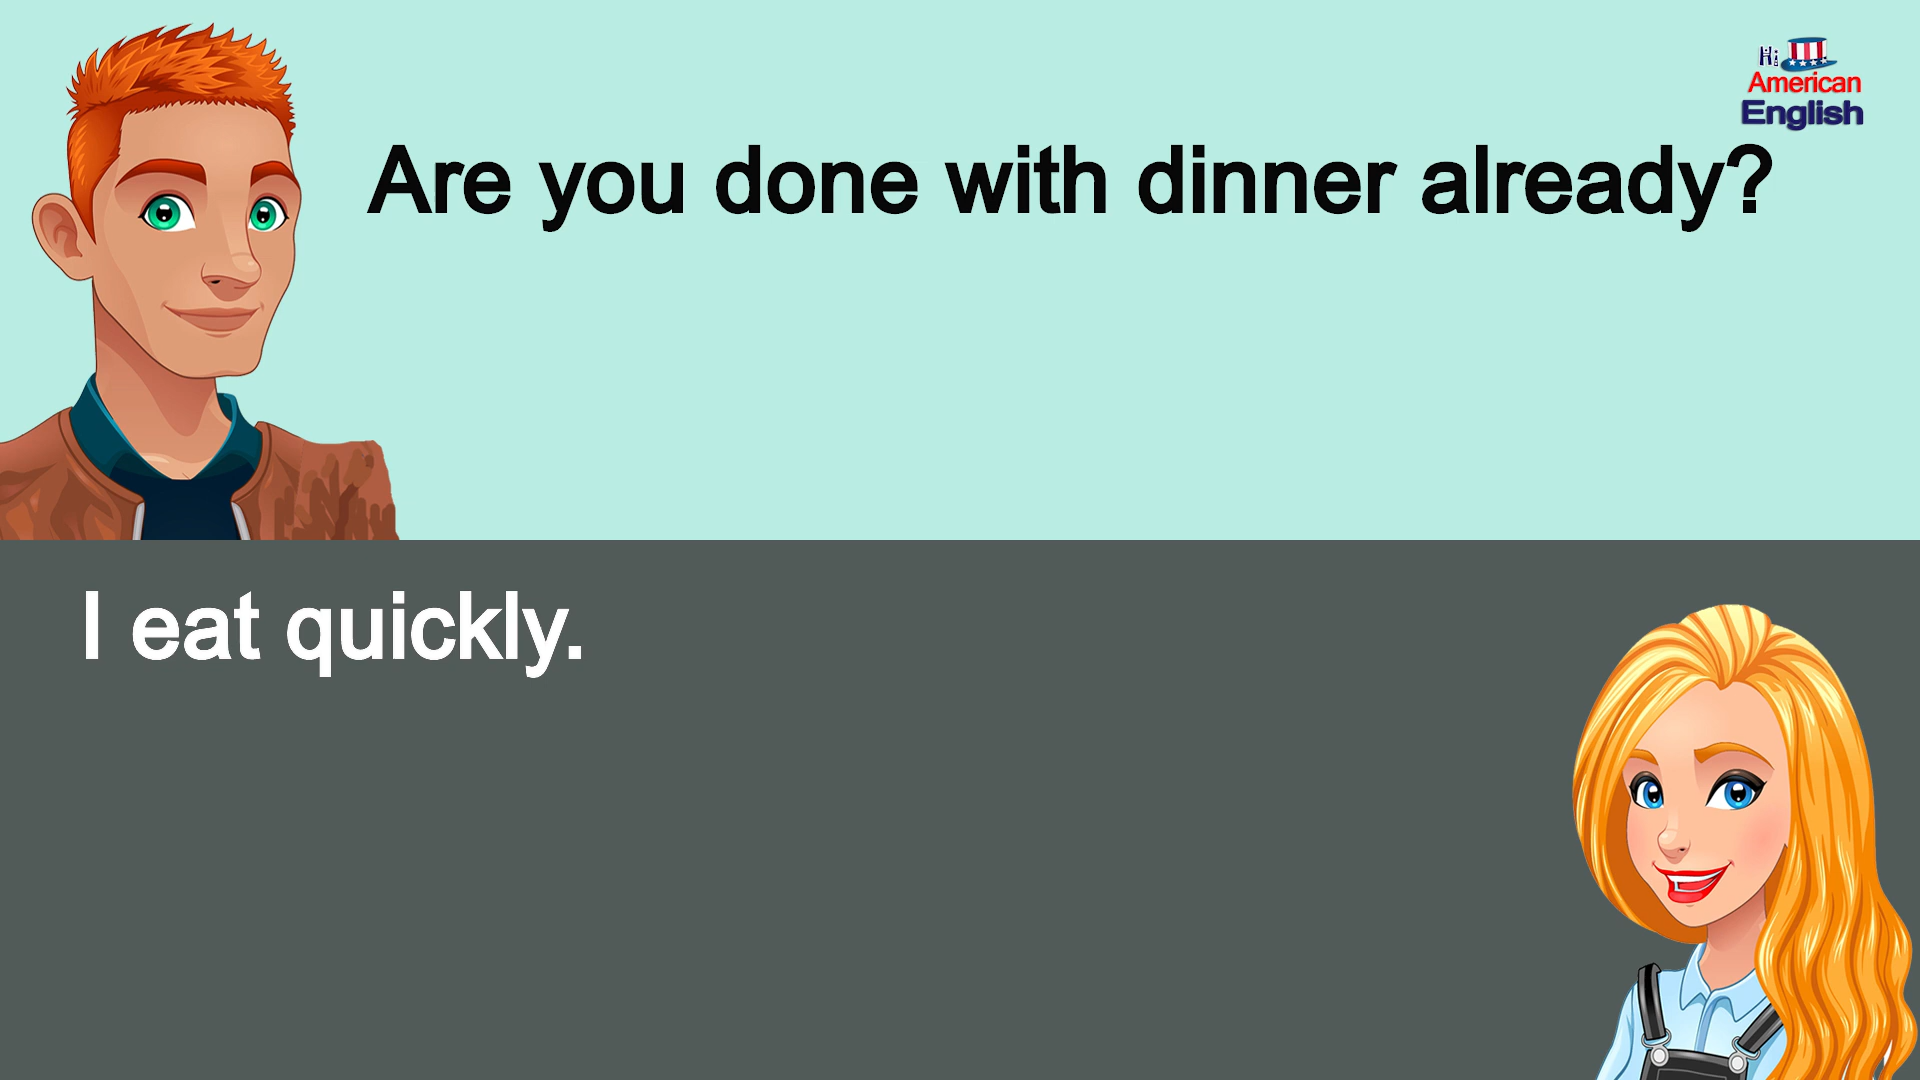 Hi
American
English
Are you done with dinner already?
I eat quickly.